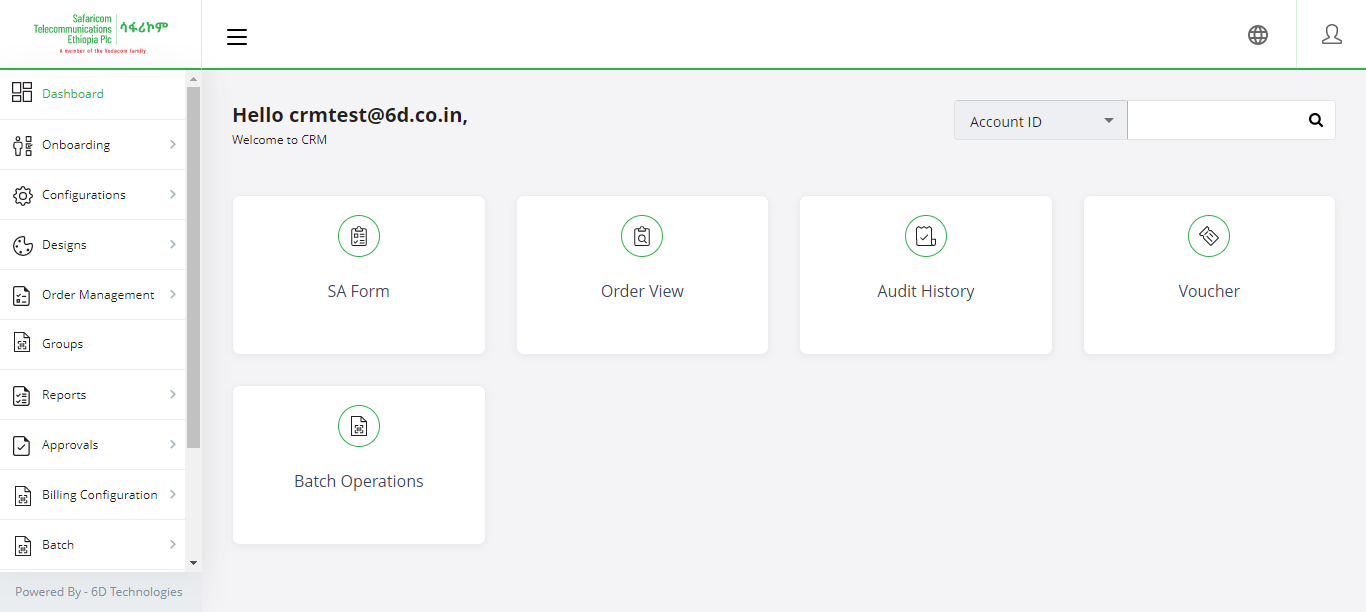 Safaricom
Telecommunications
Ethiopia Plc
ሳፋሪኮም
A member of the Vodacom family
Hello crmtest@6d.co.in,
Welcome to CRM
Account ID
Dashboard
Onboarding
Configurations
Designs
Order Management
Groups
Reports
Approvals
Billing Configuration
Batch
Powered By - 6D Technologies
SA Form
Order View
Audit History
Voucher
Batch Operations